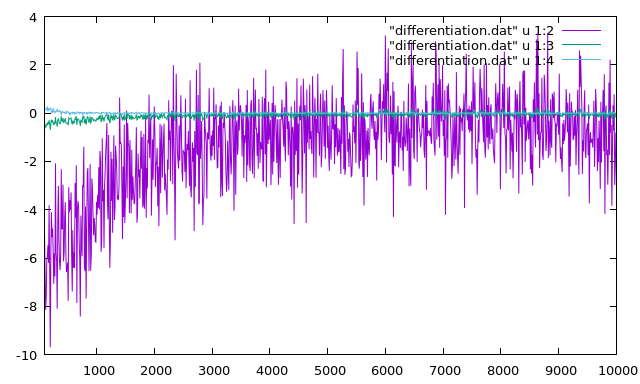 4
2
0
-2
-4
-6
-8
-10
"differentiation.dat" u 1:2
"differentiation.dat" u 1:3
"differentiation.dat" u 1:4
1000 2000 3000 4000 5000 6000 7000 8000 9000 10000